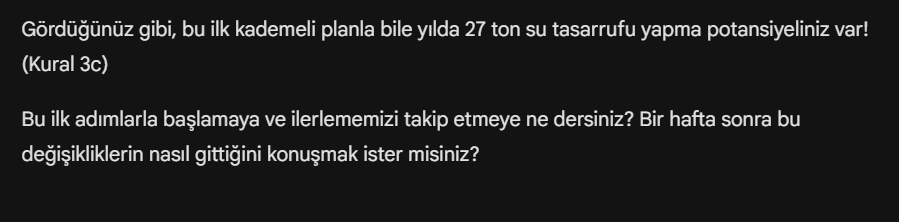 Gördüğünüz gibi, bu ilk kademeli planla bile yılda 27 ton su tasarrufu yapma potansiyeliniz var!
(Kural 3c)
Bu ilk adımlarla başlamaya ve ilerlememizi takip etmeye ne dersiniz? Bir hafta sonra bu
değişikliklerin nasıl gittiğini konuşmak ister misiniz?